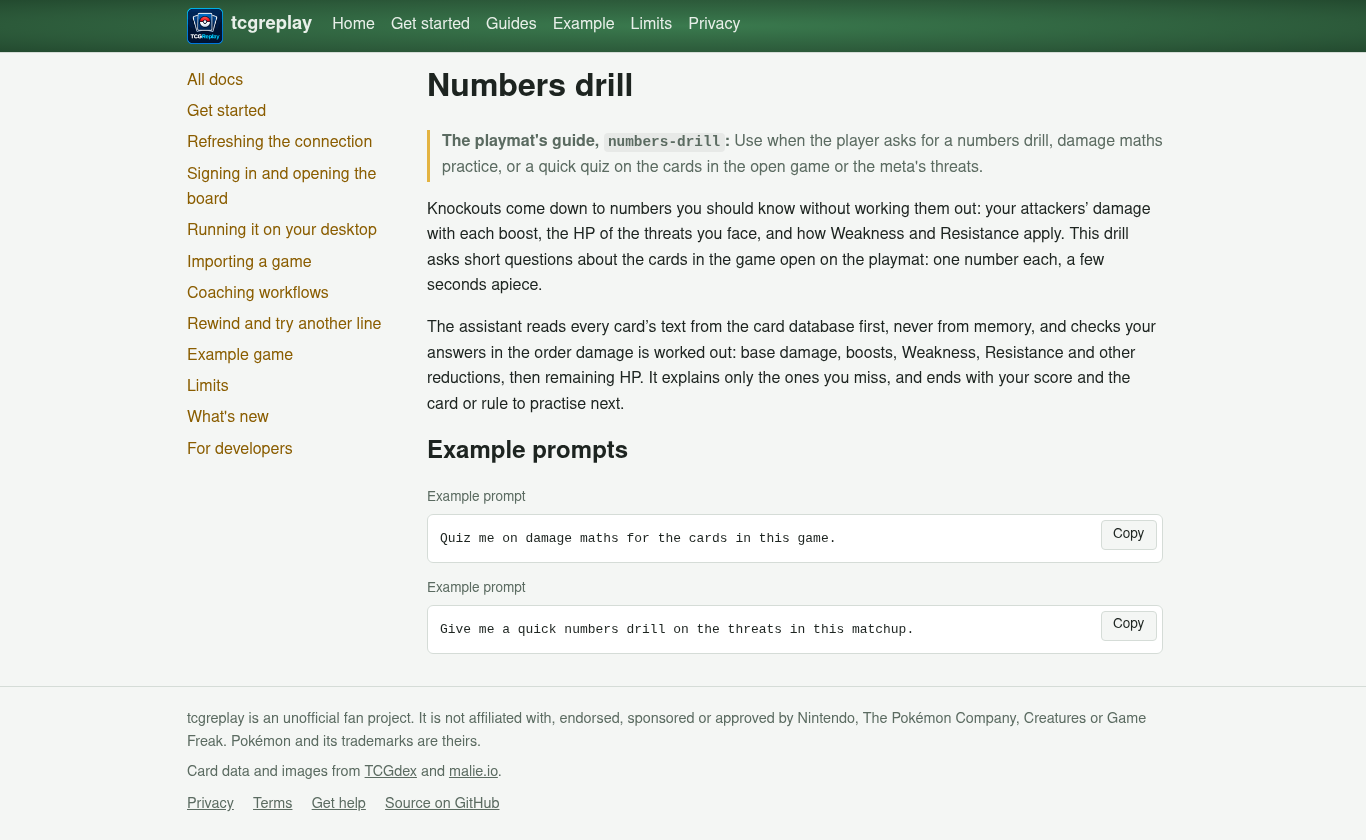 TCGReplay
tcgreplay
Home
Get started
Guides
Example
Limits
Privacy
All docs
Get started
Refreshing the connection
Signing in and opening the
board
Running it on your desktop
Importing a game
Coaching workflows
Rewind and try another line
Example game
Limits
What's new
For developers
Numbers drill
The playmat's guide, numbers-drill: Use when the player asks for a numbers drill, damage maths
practice, or a quick quiz on the cards in the open game or the meta's threats.
Knockouts come down to numbers you should know without working them out: your attackers’ damage
with each boost, the HP of the threats you face, and how Weakness and Resistance apply. This drill
asks short questions about the cards in the game open on the playmat: one number each, a few
seconds apiece.
The assistant reads every card’s text from the card database first, never from memory, and checks your
answers in the order damage is worked out: base damage, boosts, Weakness, Resistance and other
reductions, then remaining HP. It explains only the ones you miss, and ends with your score and the
card or rule to practise next.
Example prompts
Example prompt
Quiz me on damage maths for the cards in this game.
Copy
Example prompt
Give me a quick numbers drill on the threats in this matchup.
Copy
tcgreplay is an unofficial fan project. It is not affiliated with, endorsed, sponsored or approved by Nintendo, The Pokémon Company, Creatures or Game
Freak. Pokémon and its trademarks are theirs.
Card data and images from TCGdex and malie.io.
Privacy
Terms
Get help
Source on GitHub